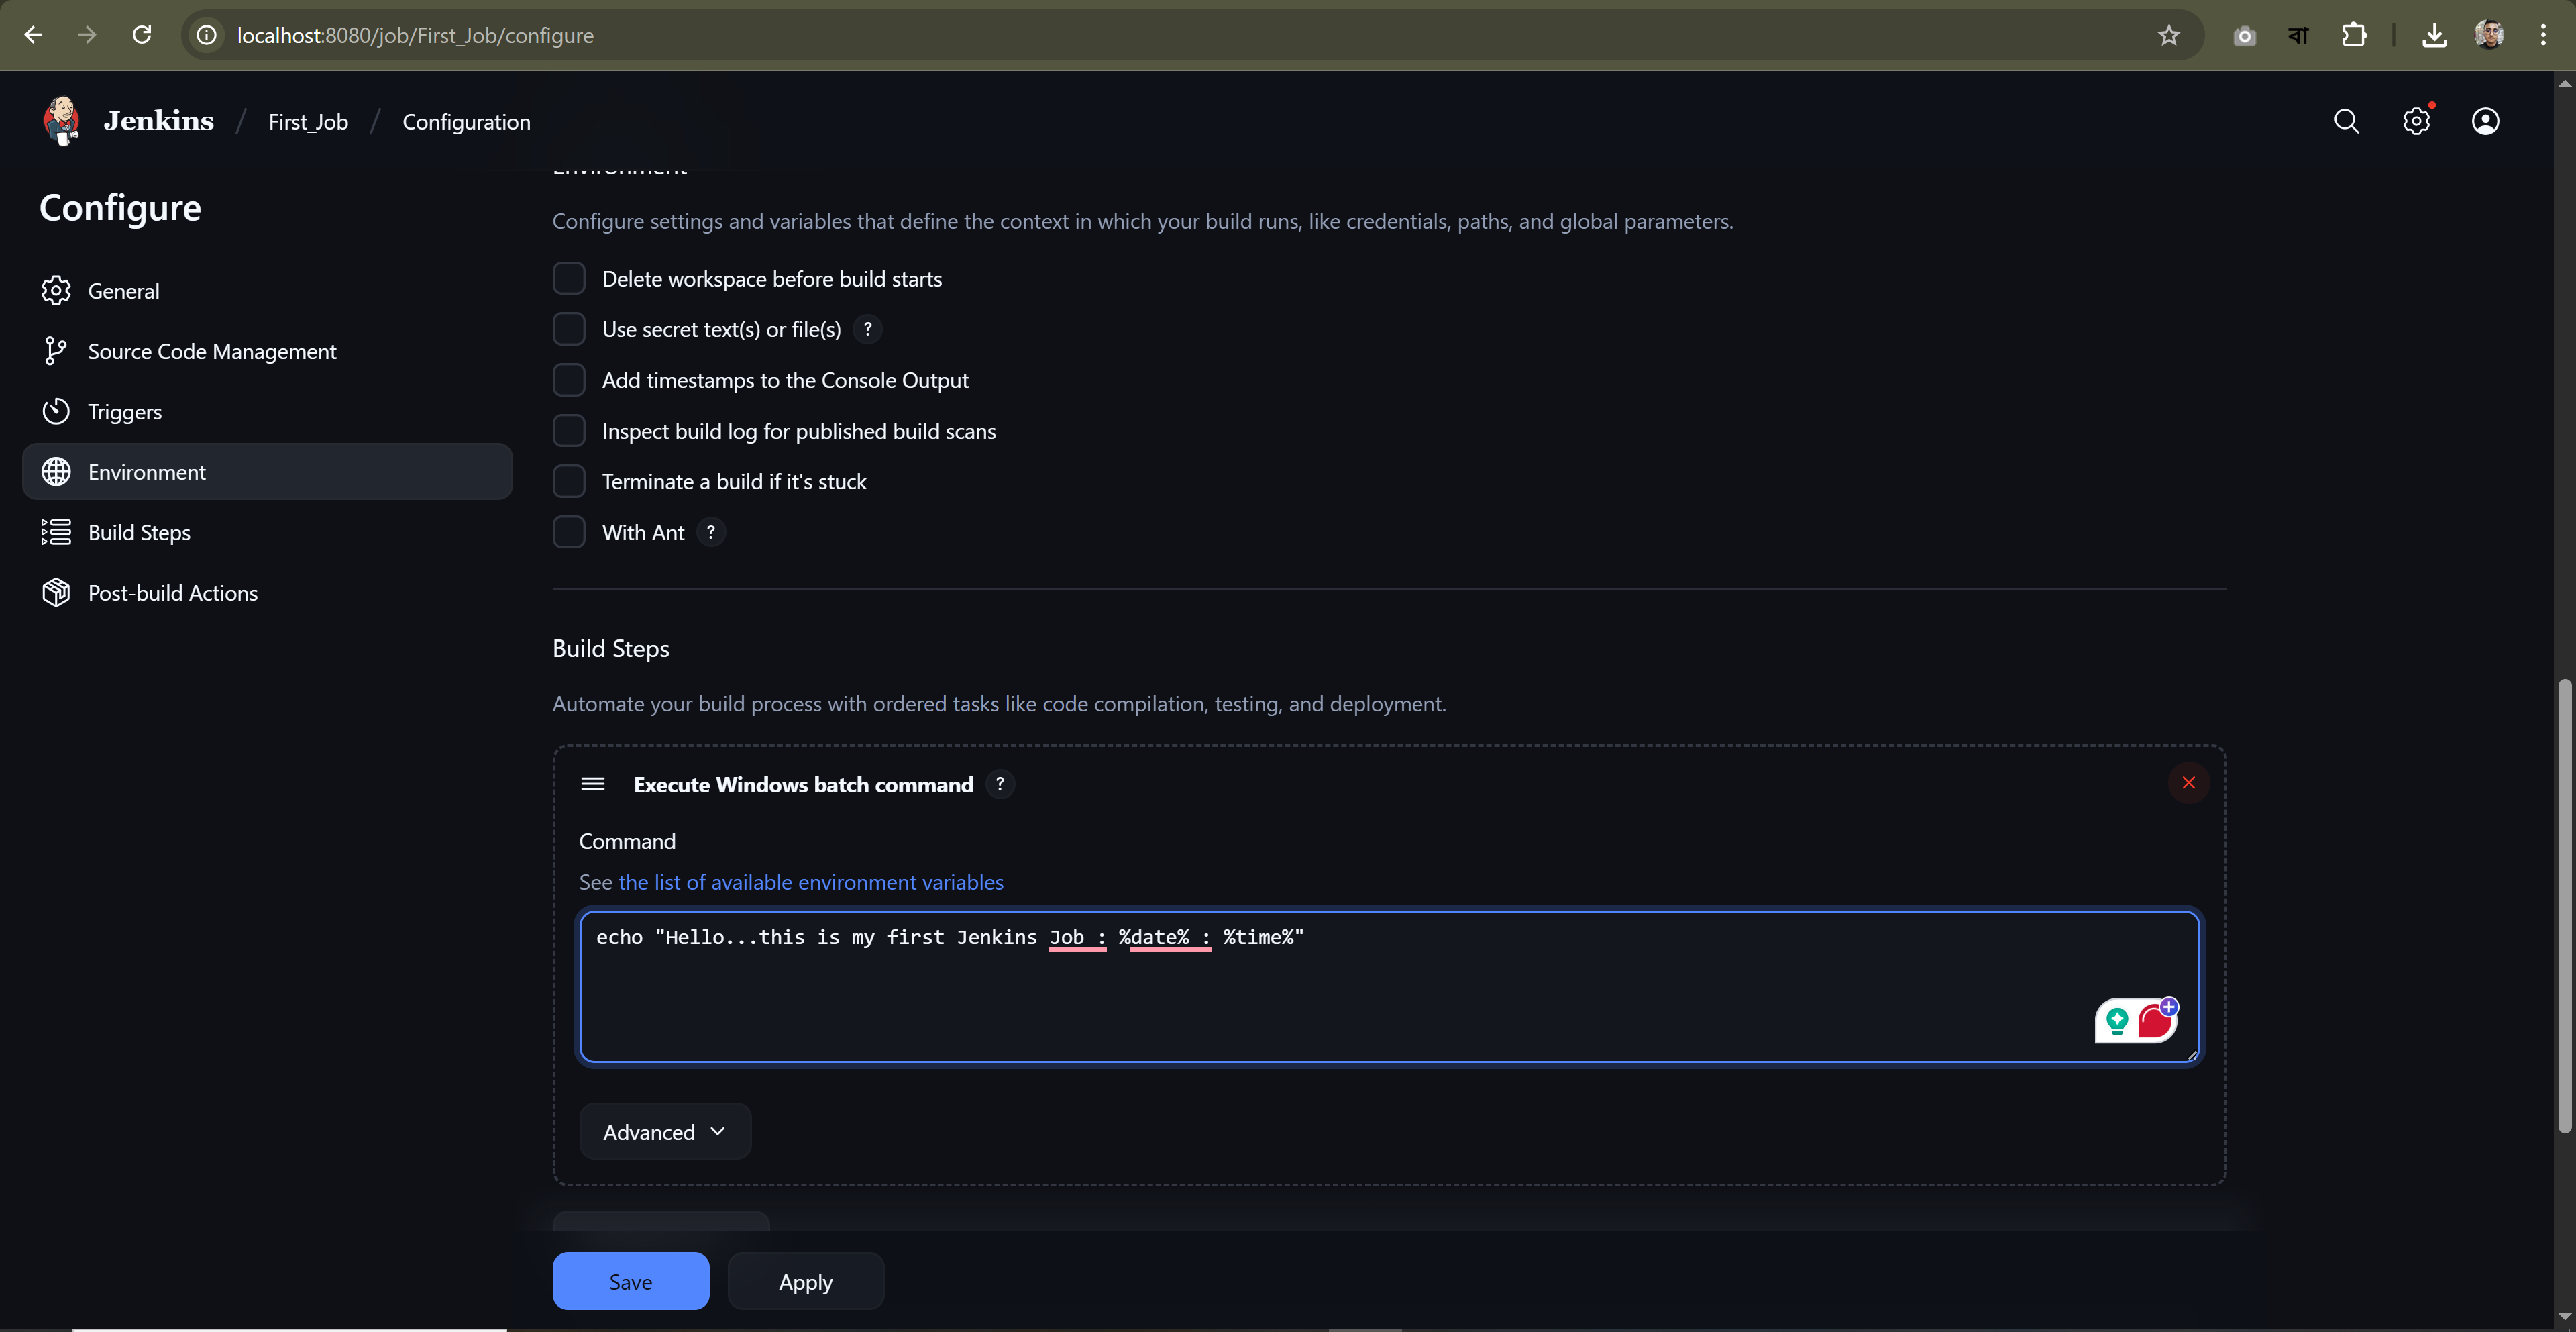 localhost:8080/job/First_Job/configure
বা
Jenkins / First_Job / Configuration
Configure
General
Source Code Management
Triggers
Environment
Build Steps
Post-build Actions
Environment
Configure settings and variables that define the context in which your build runs, like credentials, paths, and global parameters.
Delete workspace before build starts
Use secret text(s) or file(s) ?
Add timestamps to the Console Output
Inspect build log for published build scans
Terminate a build if it's stuck
With Ant ?
Build Steps
Automate your build process with ordered tasks like code compilation, testing, and deployment.
Execute Windows batch command ?
Command
See the list of available environment variables
echo "Hello...this is my first Jenkins Job : %date% : %time%"
Advanced
Save
Apply